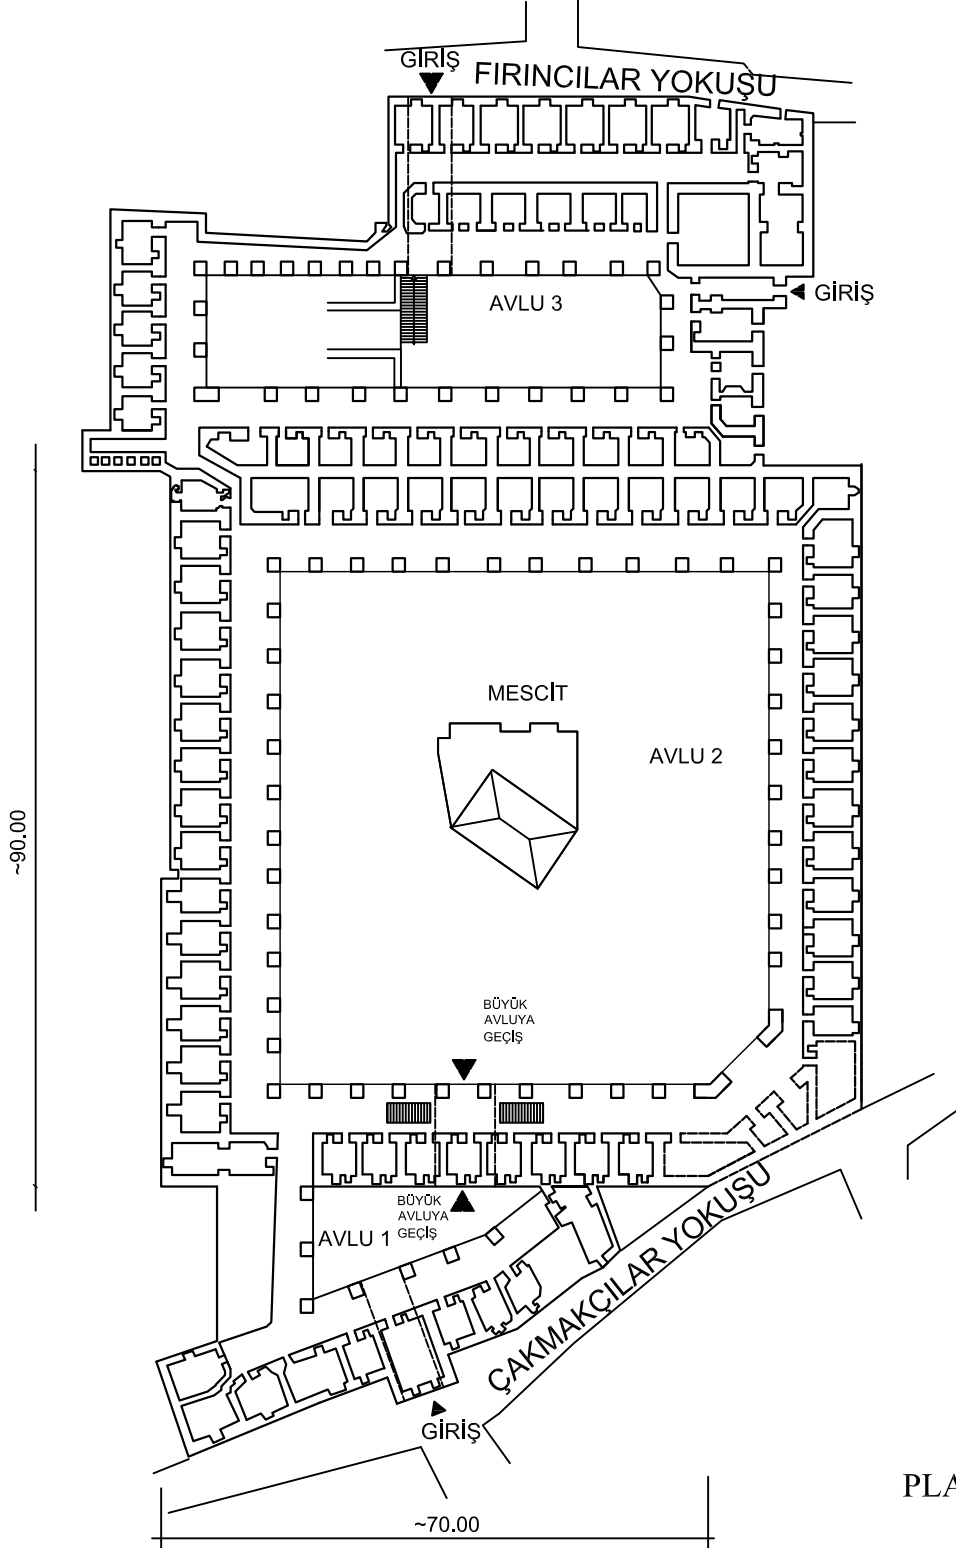 GİRİŞ
FIRINCILAR YOKUŞU
GİRİŞ
AVLU 3
MESCİT
AVLU 2
~90.00
BÜYÜK
AVLUYA
GEÇİŞ
BÜYÜK
AVLUYA
GEÇİŞ
AVLU 1
ÇAKMAKÇILAR YOKUŞU
GİRİŞ
PLA
~70.00